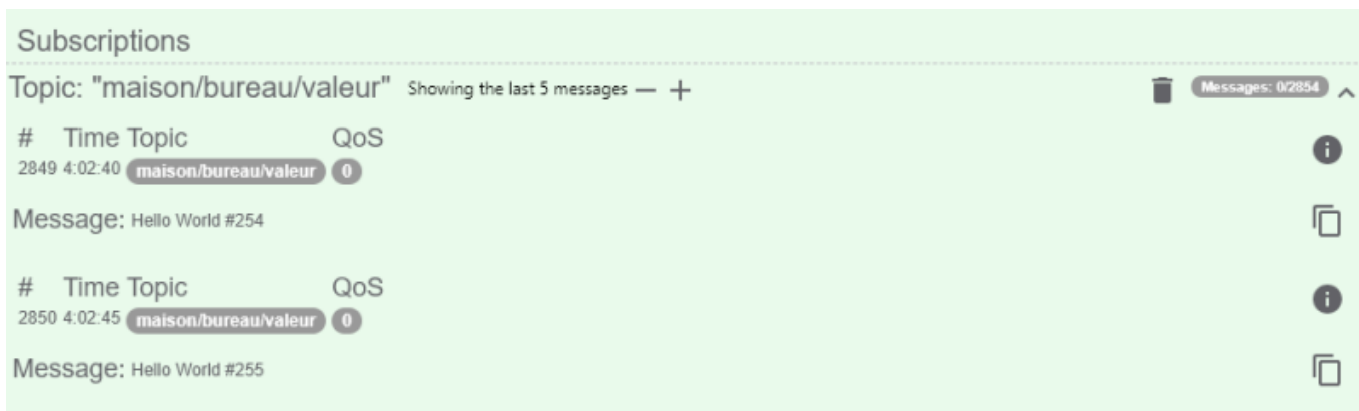 Subscriptions
Topic: "maison/bureau/valeur" Showing the last 5 messages — + Messages: 0/2854
# Time Topic QoS
2849 4:02:40 maison/bureau/valeur 0
Message: Hello World #254
# Time Topic QoS
2850 4:02:45 maison/bureau/valeur 0
Message: Hello World #255